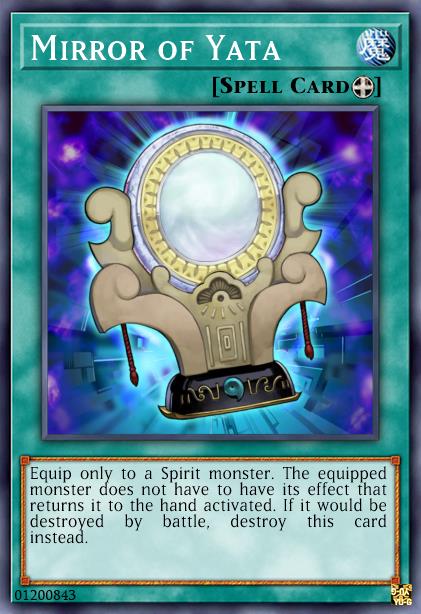 Mirror of Yata
魔
[Spell Card]
Equip only to a Spirit monster. The equipped
monster does not have to have its effect that
returns it to the hand activated. If it would be
destroyed by battle, destroy this card
instead.
01200843